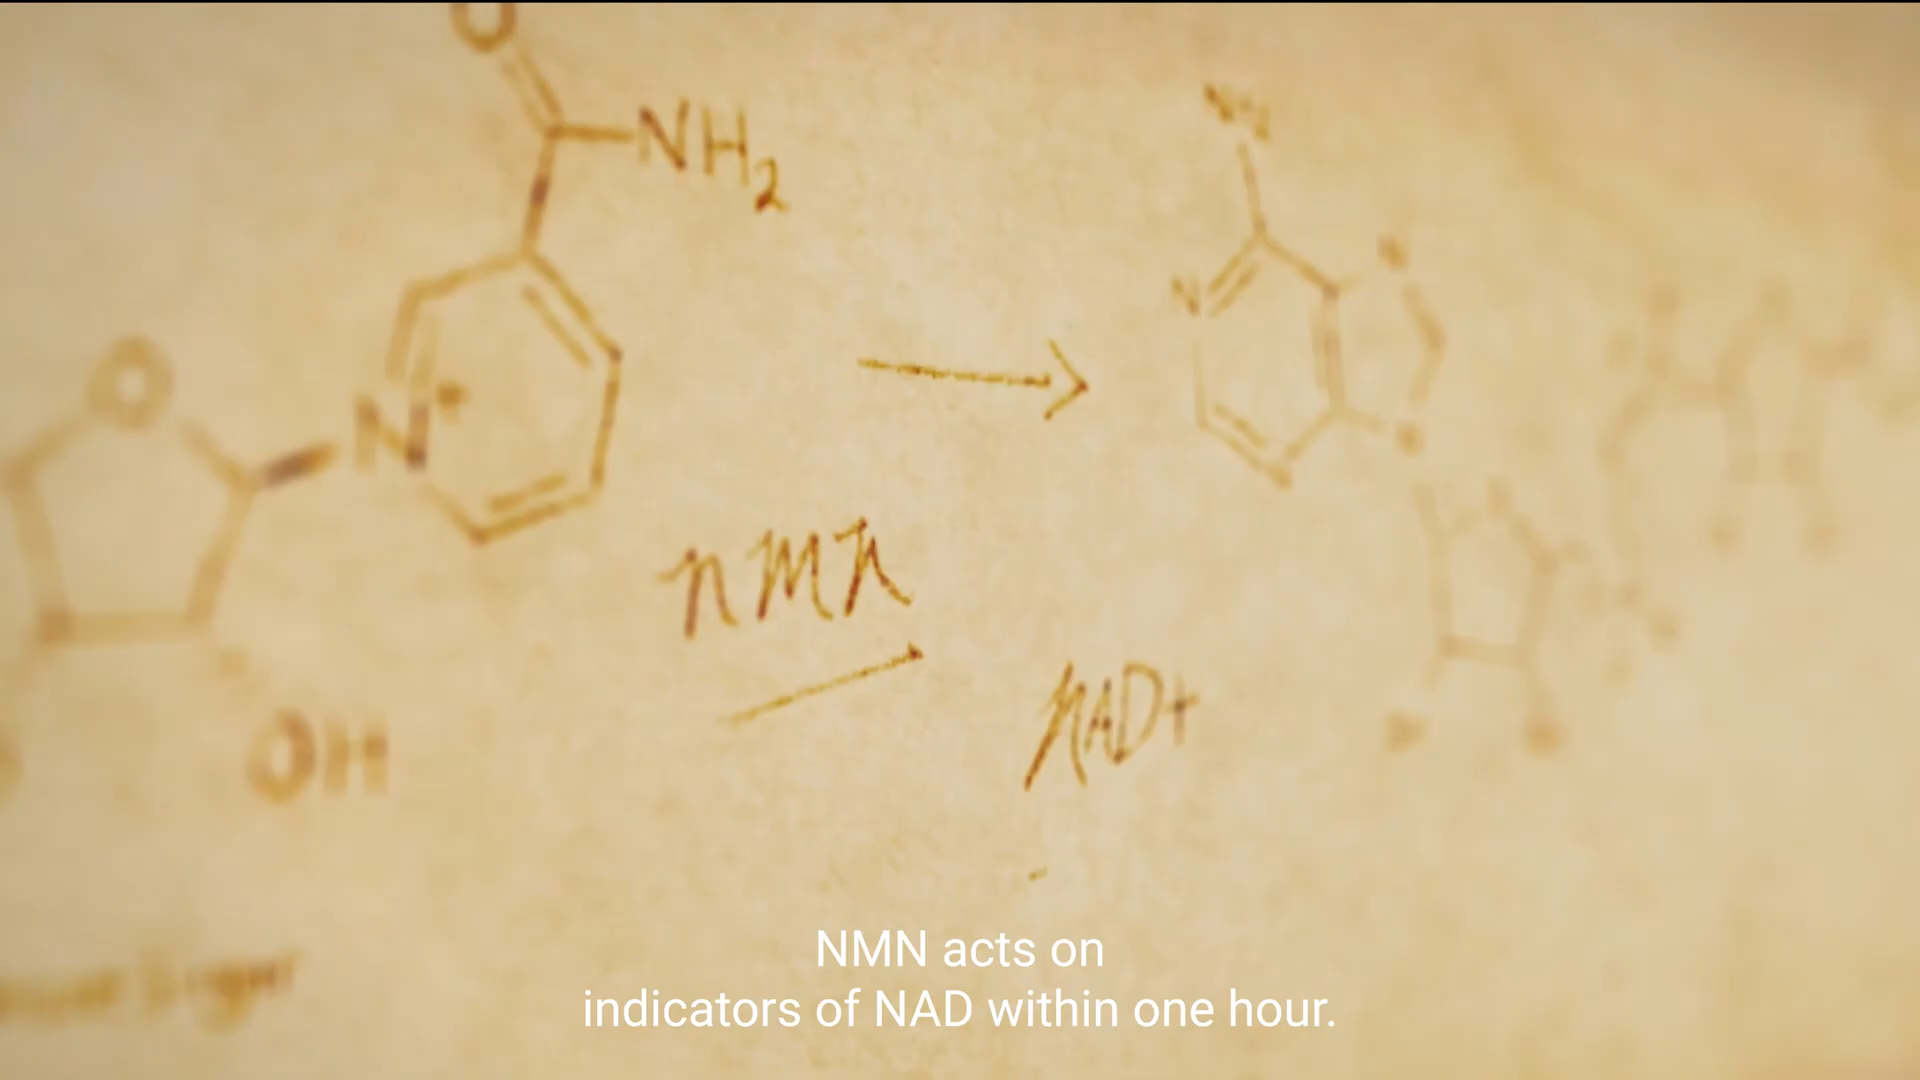 O
NH2
N
O
N+
nMn
NAD+
OH
NMN acts on
indicators of NAD within one hour.